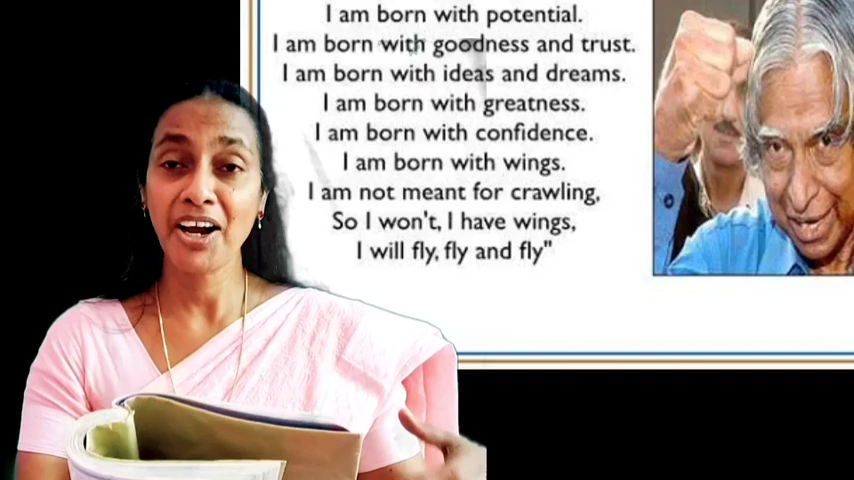 I am born with potential.
I am born with goodness and trust.
I am born with ideas and dreams.
I am born with greatness.
I am born with confidence.
I am born with wings.
I am not meant for crawling,
So I won't, I have wings,
I will fly, fly and fly"